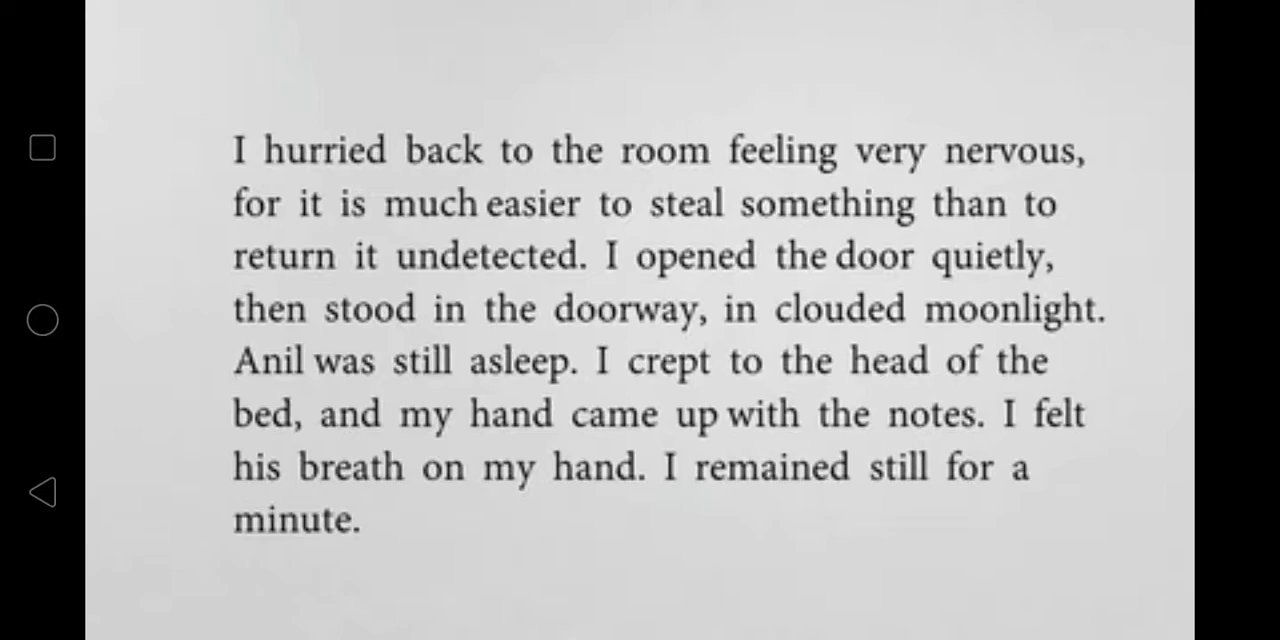 I hurried back to the room feeling very nervous,
for it is much easier to steal something than to
return it undetected. I opened the door quietly,
then stood in the doorway, in clouded moonlight.
Anil was still asleep. I crept to the head of the
bed, and my hand came up with the notes. I felt
his breath on my hand. I remained still for a
minute.